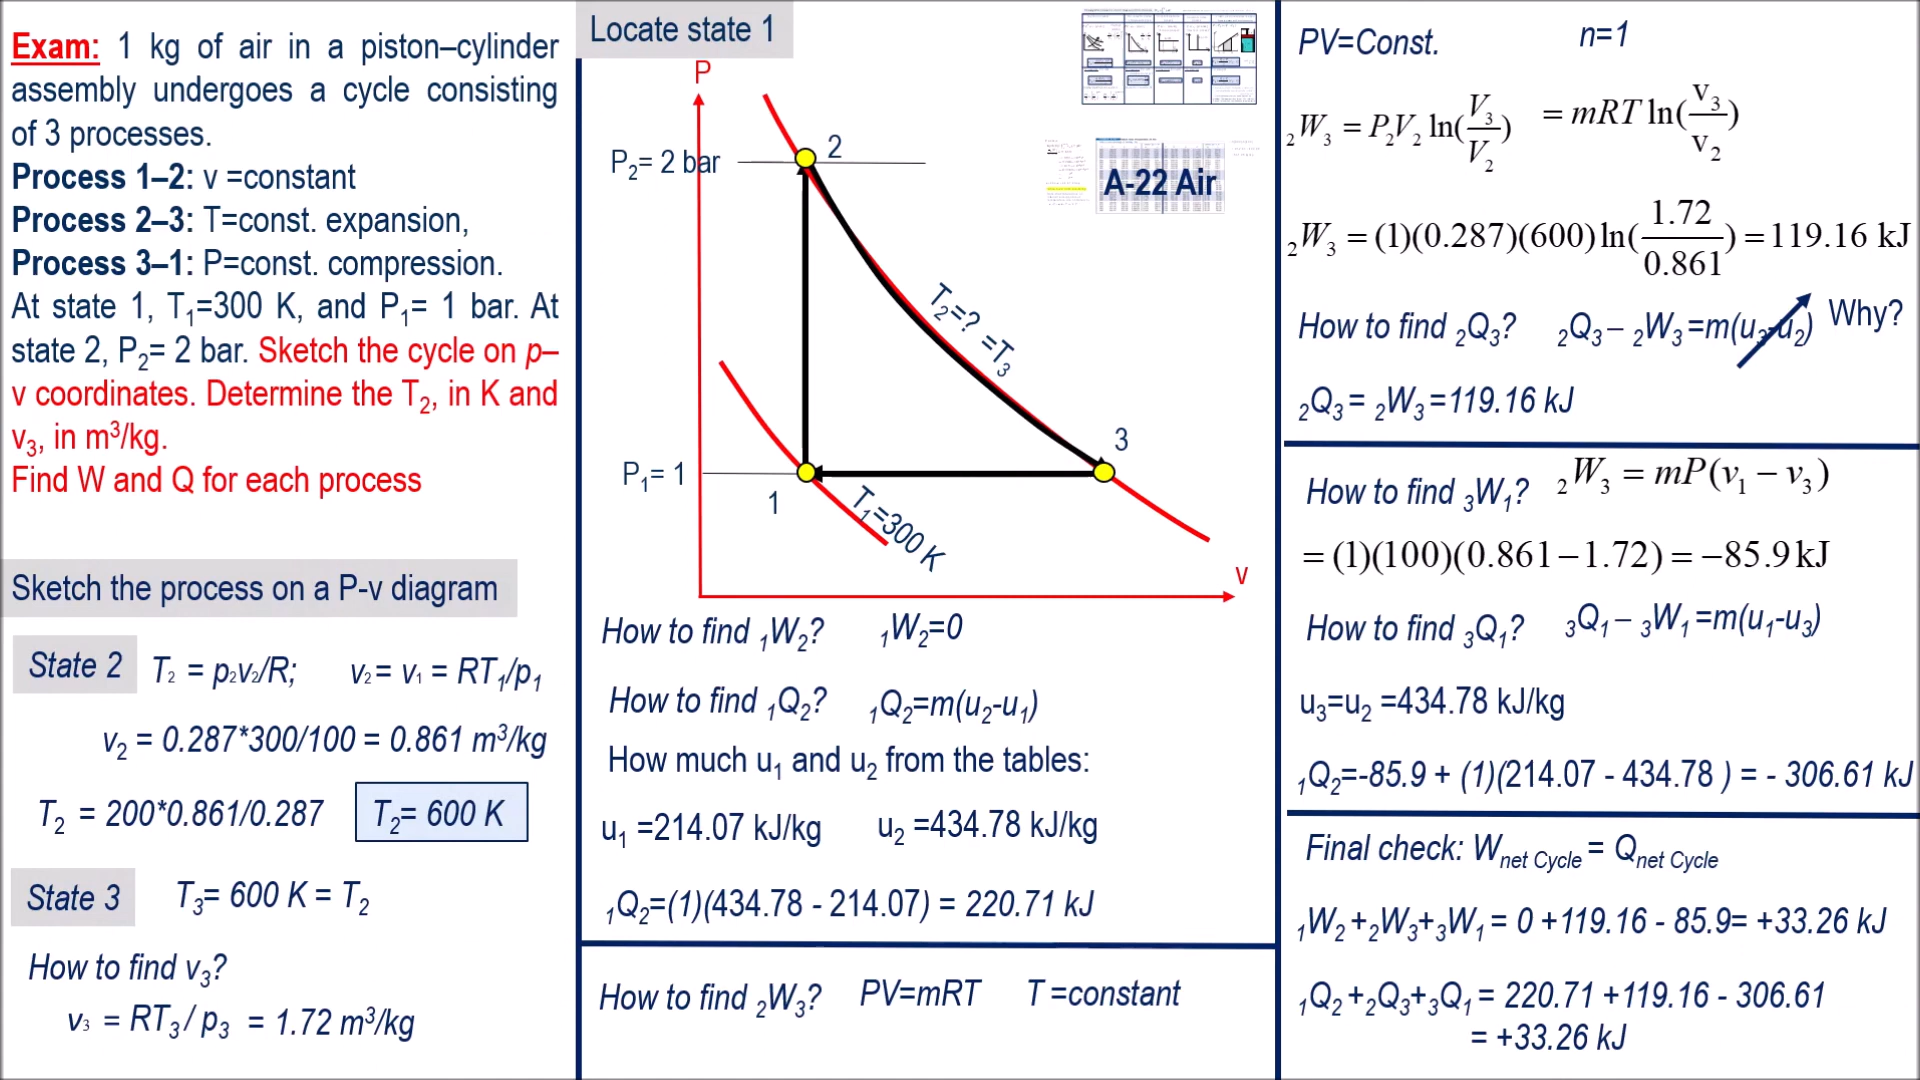 Exam: 1 kg of air in a piston–cylinder
assembly undergoes a cycle consisting
of 3 processes.
Process 1–2: v =constant
Process 2–3: T=const. expansion,
Process 3–1: P=const. compression.
At state 1, T₁=300 K, and P₁= 1 bar. At
state 2, P₂= 2 bar. Sketch the cycle on p–
v coordinates. Determine the T₂, in K and
v₃, in m³/kg.
Find W and Q for each process
Sketch the process on a P-v diagram
State 2 T₂ = p₂v₂/R; v₂= v₁ = RT₁/p₁
v₂ = 0.287*300/100 = 0.861 m³/kg
T₂ = 200*0.861/0.287 T₂= 600 K
State 3 T₃= 600 K = T₂
How to find v₃?
v₃ = RT₃/ p₃ = 1.72 m³/kg
Locate state 1
P
P₂= 2 bar
2
T₂=? =T₃
3
P₁= 1
1
T₁=300 K
v
A-22 Air
How to find ₁W₂? ₁W₂=0
How to find ₁Q₂? ₁Q₂=m(u₂-u₁)
How much u₁ and u₂ from the tables:
u₁ =214.07 kJ/kg u₂ =434.78 kJ/kg
₁Q₂=(1)(434.78 - 214.07) = 220.71 kJ
How to find ₂W₃? PV=mRT T =constant
PV=Const. n=1
₂W₃ = P₂V₂ ln(V₃/V₂) = mRT ln(v₃/v₂)
₂W₃ = (1)(0.287)(600) ln(1.72/0.861) = 119.16 kJ
How to find ₂Q₃? ₂Q₃ – ₂W₃ =m(u₃-u₂) Why?
₂Q₃ = ₂W₃ =119.16 kJ
How to find ₃W₁? ₂W₃ = mP(v₁ − v₃)
= (1)(100)(0.861−1.72) = −85.9 kJ
How to find ₃Q₁? ₃Q₁ – ₃W₁ =m(u₁-u₃)
u₃=u₂ =434.78 kJ/kg
₁Q₂=-85.9 + (1)(214.07 - 434.78 ) = - 306.61 kJ
Final check: Wnet Cycle = Qnet Cycle
₁W₂ +₂W₃+₃W₁ = 0 +119.16 - 85.9= +33.26 kJ
₁Q₂ +₂Q₃+₃Q₁ = 220.71 +119.16 - 306.61
= +33.26 kJ